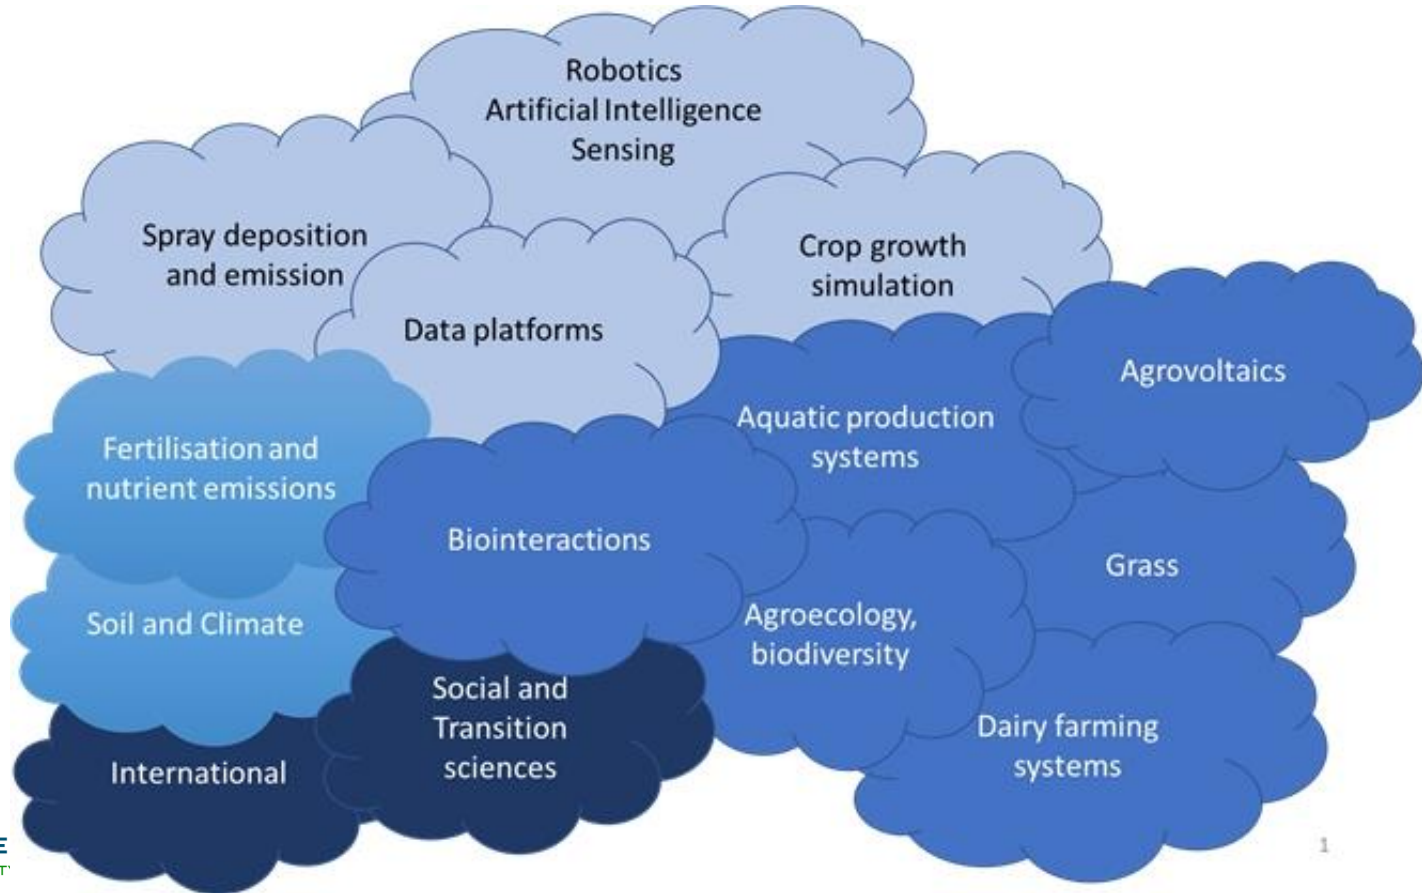 Robotics
Artificial Intelligence
Sensing
Spray deposition
and emission
Crop growth
simulation
Data platforms
Agrovoltaics
Aquatic production
systems
Fertilisation and
nutrient emissions
Biointeractions
Grass
Soil and Climate
Agroecology,
biodiversity
Social and
Transition
sciences
Dairy farming
systems
International
1